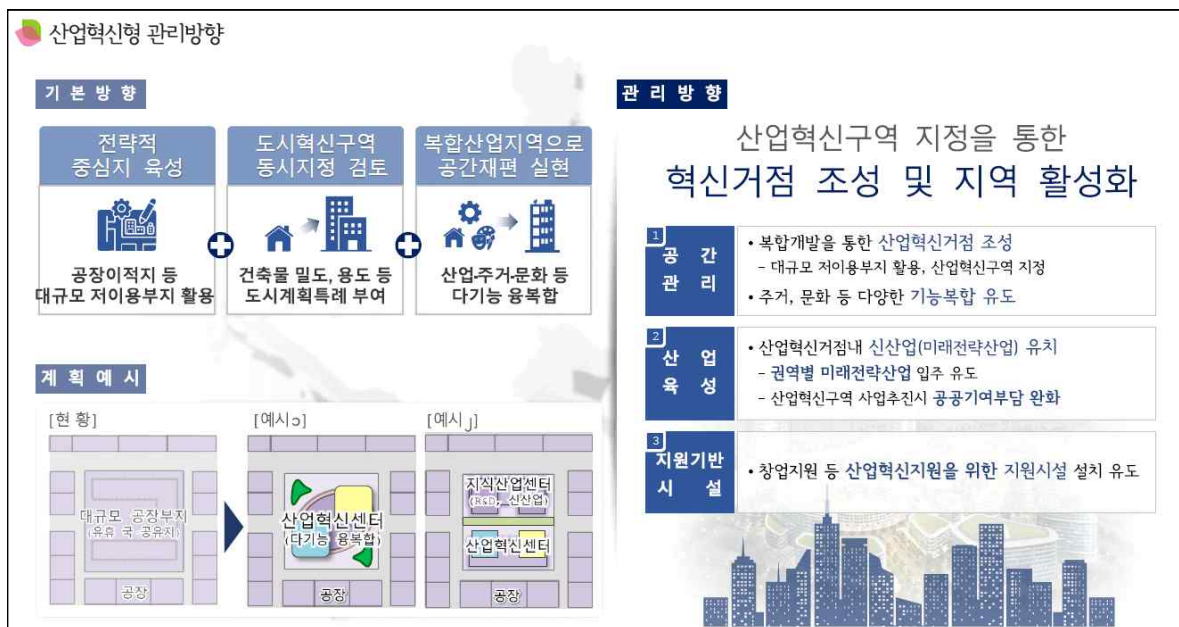 산업혁신형 관리방향
기 본 방 향
전략적
중심지 육성
도시혁신구역
동시지정 검토
복합산업지역으로
공간재편 실현
공장이적지 등
대규모 저이용부지 활용
건축물 밀도, 용도 등
도시계획특례 부여
산업·주거·문화 등
다기능 융복합
계 획 예 시
[현 황]
대규모 공장부지
(유휴 국·공유지)
공장
[예시ɔ]
산업혁신센터
(다기능 융복합)
공장
[예시ړ]
지식산업센터
(R&D, 신산업)
산업혁신센터
공장
관 리 방 향
산업혁신구역 지정을 통한
혁신거점 조성 및 지역 활성화
1
공 간
관 리
• 복합개발을 통한 산업혁신거점 조성
– 대규모 저이용부지 활용, 산업혁신구역 지정
• 주거, 문화 등 다양한 기능복합 유도
2
산 업
육 성
• 산업혁신거점내 신산업(미래전략산업) 유치
– 권역별 미래전략산업 입주 유도
– 산업혁신구역 사업추진시 공공기여부담 완화
3
지원기반
시 설
• 창업지원 등 산업혁신지원을 위한 지원시설 설치 유도